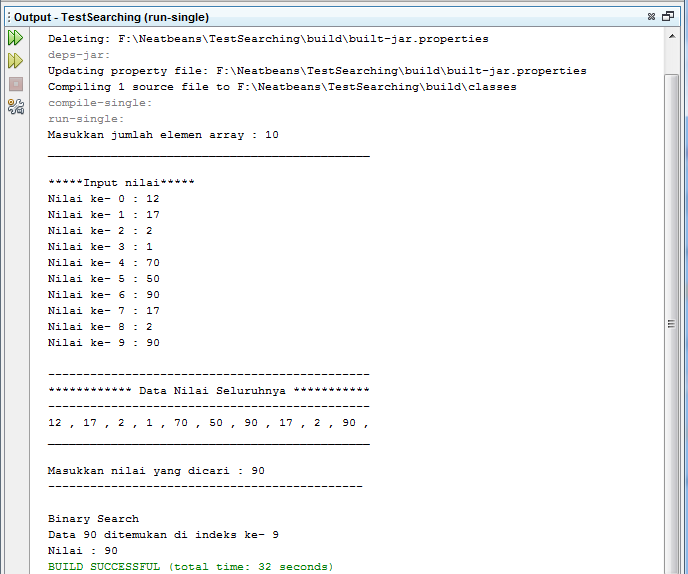 Output - TestSearching (run-single)
Deleting: F:\Neatbeans\TestSearching\build\built-jar.properties
deps-jar:
Updating property file: F:\Neatbeans\TestSearching\build\built-jar.properties
Compiling 1 source file to F:\Neatbeans\TestSearching\build\classes
compile-single:
run-single:
Masukkan jumlah elemen array : 10
______________________________________________
*****Input nilai*****
Nilai ke- 0 : 12
Nilai ke- 1 : 17
Nilai ke- 2 : 2
Nilai ke- 3 : 1
Nilai ke- 4 : 70
Nilai ke- 5 : 50
Nilai ke- 6 : 90
Nilai ke- 7 : 17
Nilai ke- 8 : 2
Nilai ke- 9 : 90
----------------------------------------------
************ Data Nilai Seluruhnya ***********
----------------------------------------------
12 , 17 , 2 , 1 , 70 , 50 , 90 , 17 , 2 , 90 ,
______________________________________________
Masukkan nilai yang dicari : 90
---------------------------------------------
Binary Search
Data 90 ditemukan di indeks ke- 9
Nilai : 90
BUILD SUCCESSFUL (total time: 32 seconds)